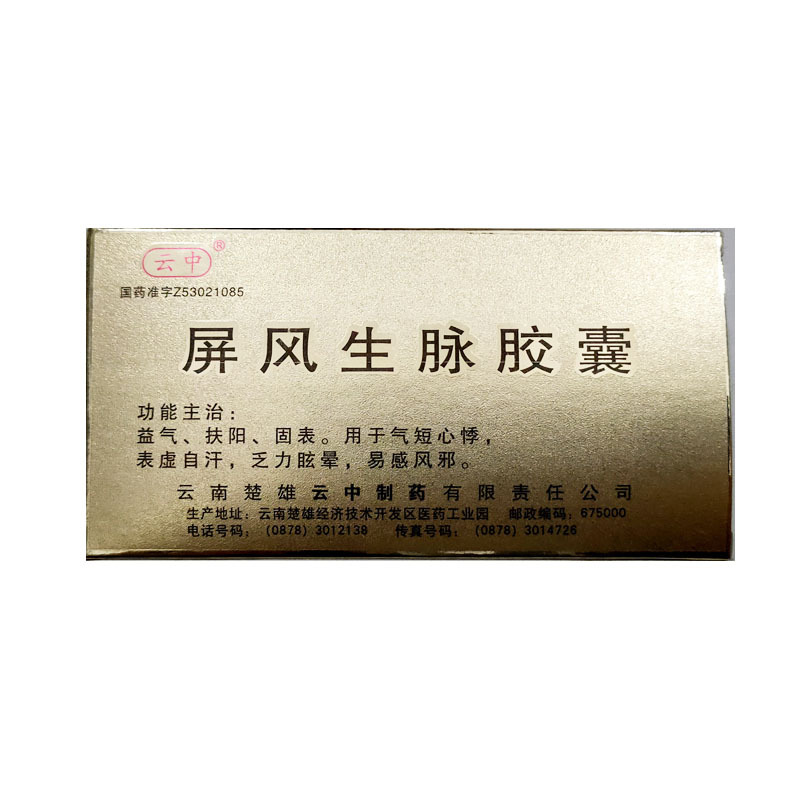 云中®
国药准字Z53021085
屏风生脉胶囊
功能主治:
益气、扶阳、固表。用于气短心悸,
表虚自汗,乏力眩晕,易感风邪。
云南楚雄云中制药有限责任公司
生产地址:云南楚雄经济技术开发区医药工业园 邮政编码:675000
电话号码:(0878)3012138 传真号码:(0878)3014726